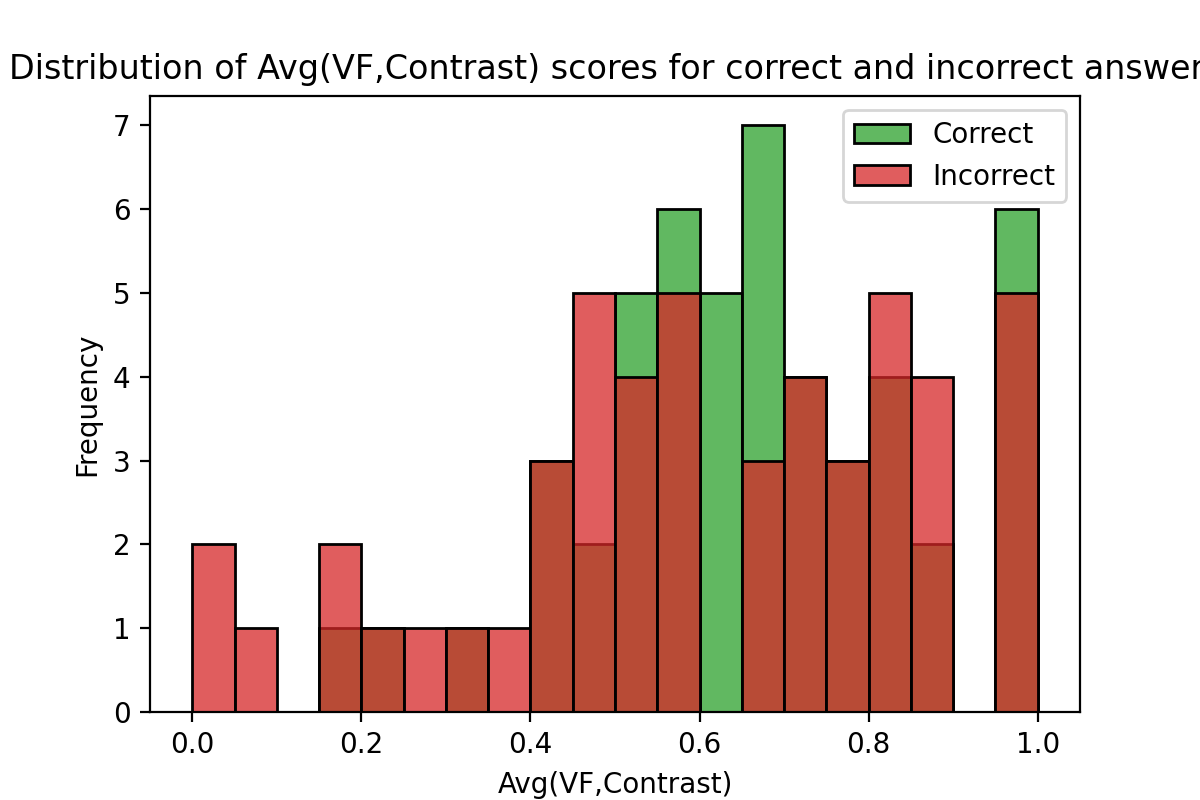 Distribution of Avg(VF,Contrast) scores for correct and incorrect answer
Correct
Incorrect
7
6
5
4
3
2
1
0
Frequency
0.0 0.2 0.4 0.6 0.8 1.0
Avg(VF,Contrast)